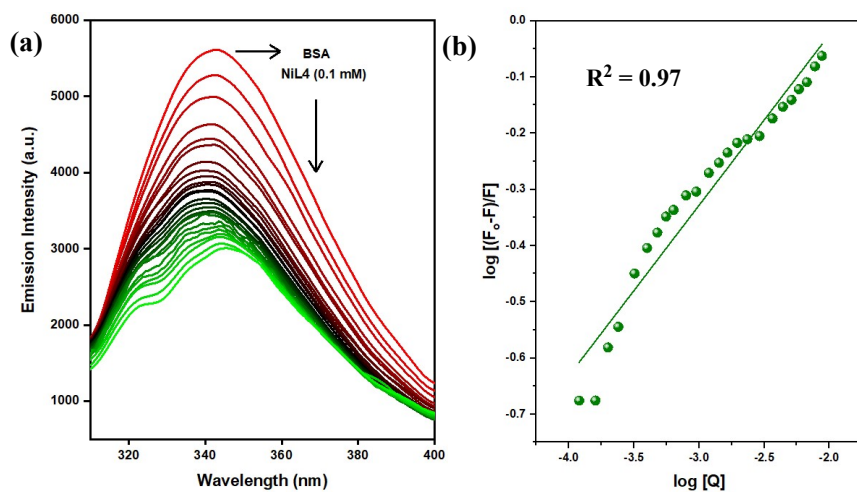 (a)
6000
5000
4000
3000
2000
1000
Emission Intensity (a.u.)
BSA
NiL4 (0.1 mM)
320
340
360
380
400
Wavelength (nm)
(b)
0.0
-0.1
-0.2
-0.3
-0.4
-0.5
-0.6
-0.7
log [(Fo-F)/F]
R² = 0.97
-4.0
-3.5
-3.0
-2.5
-2.0
log [Q]